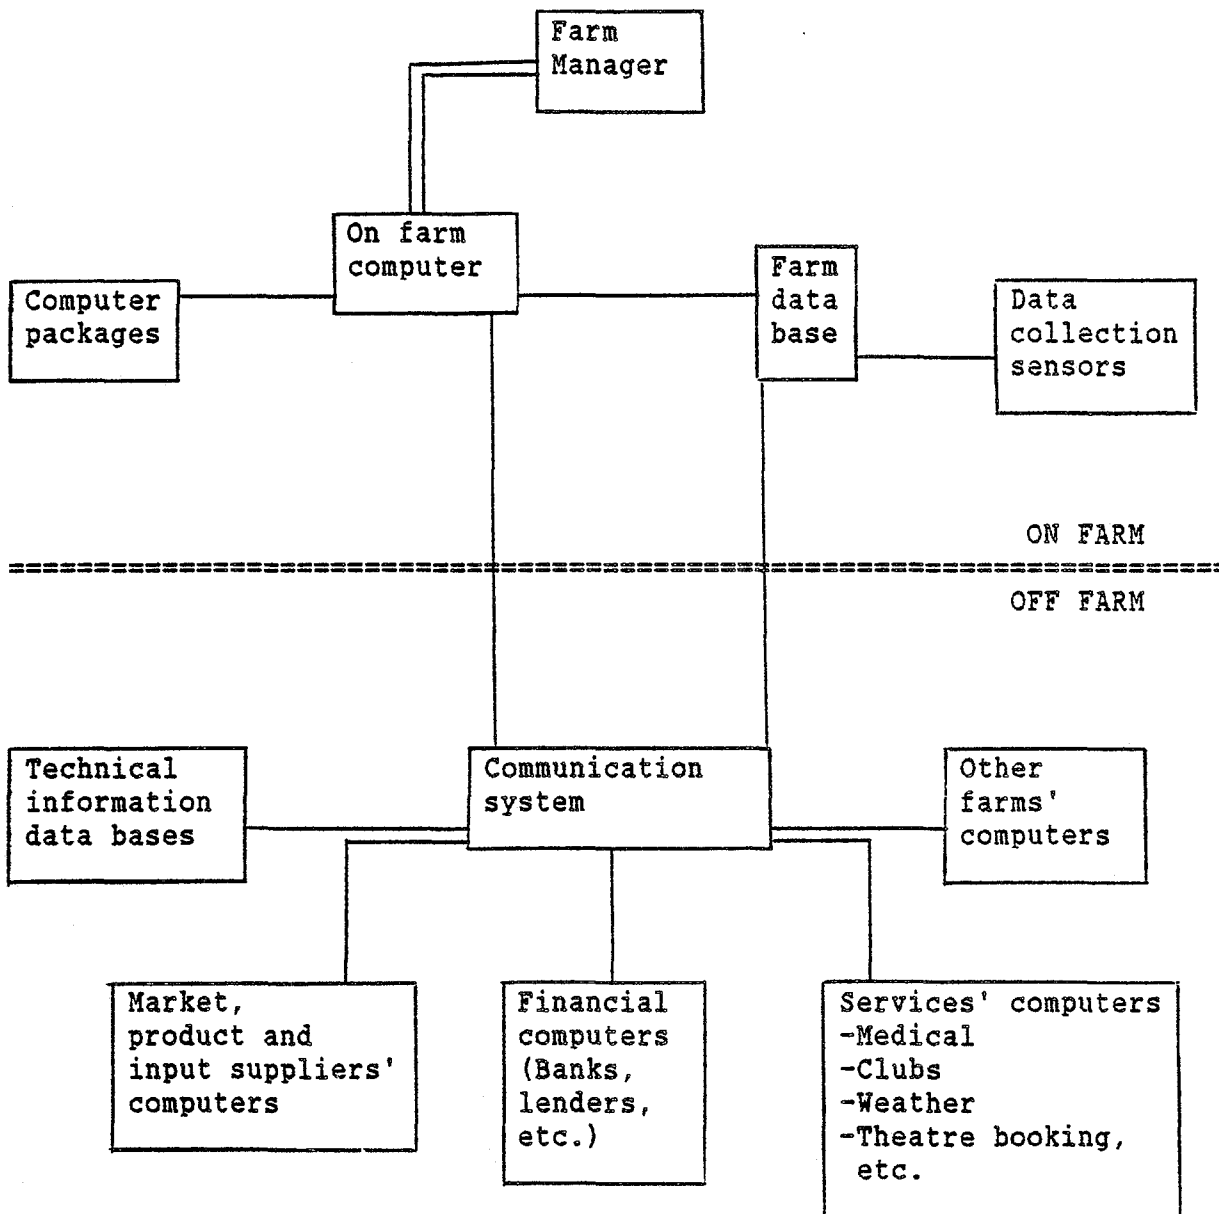 Farm
Manager
On farm
computer
Computer
packages
Farm
data
base
Data
collection
sensors
ON FARM
OFF FARM
Technical
information
data bases
Communication
system
Other
farms'
computers
Market,
product and
input suppliers'
computers
Financial
computers
(Banks,
lenders,
etc.)
Services' computers
-Medical
-Clubs
-Weather
-Theatre booking,
etc.